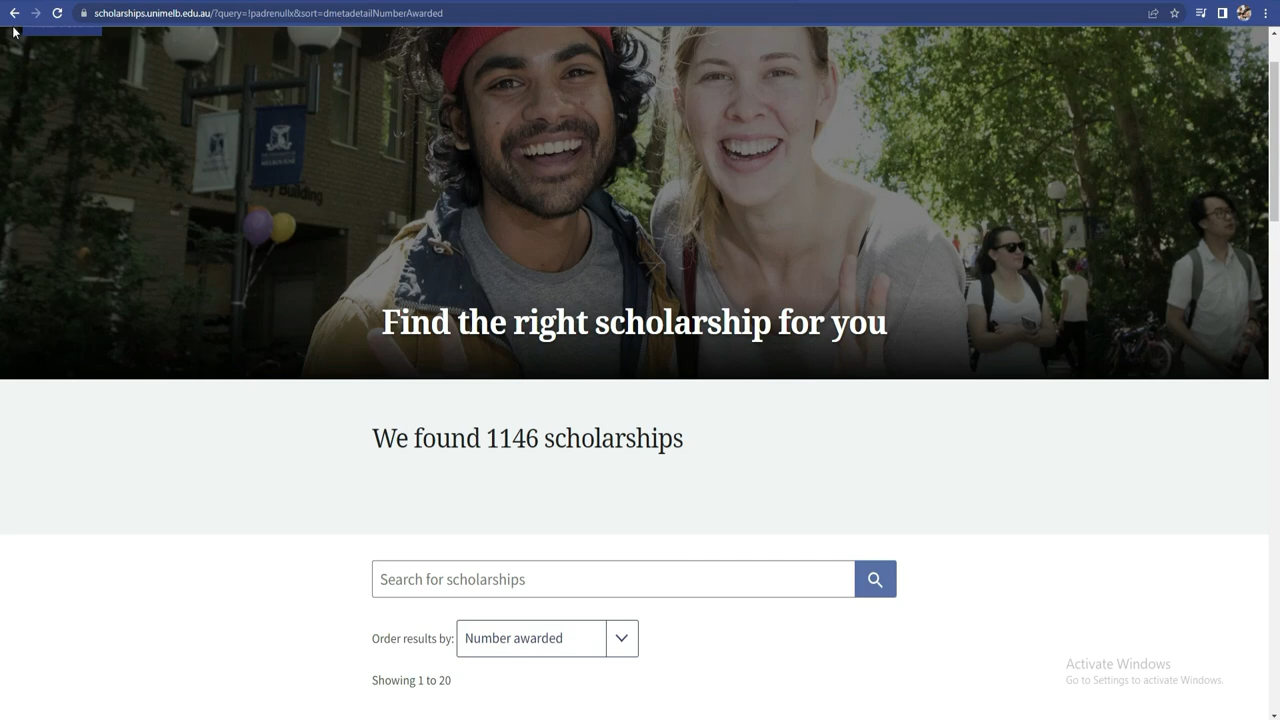 scholarships.unimelb.edu.au/?query=!padrenullx&sort=dmetadetailNumberAwarded
Find the right scholarship for you
We found 1146 scholarships
Search for scholarships
Order results by: Number awarded
Showing 1 to 20
Activate Windows
Go to Settings to activate Windows.